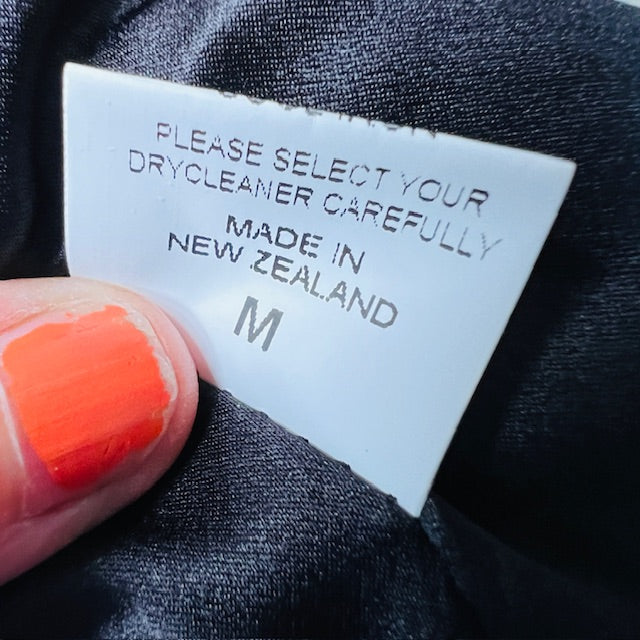 PLEASE SELECT YOUR
DRYCLEANER CAREFULLY
MADE IN
NEW ZEALAND
M